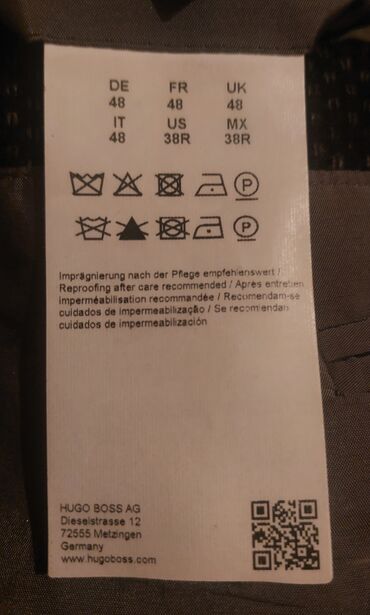 DE FR UK
48 48 48
IT US MX
48 38R 38R
P
P
Imprägnierung nach der Pflege empfehlenswert /
Reproofing after care recommended / Après entretien
imperméabilisation recommandée / Recomendam-se
cuidados de impermeabilização / Se recomiendan
cuidados de impermeabilización
HUGO BOSS AG
Dieselstrasse 12
72555 Metzingen
Germany
www.hugoboss.com